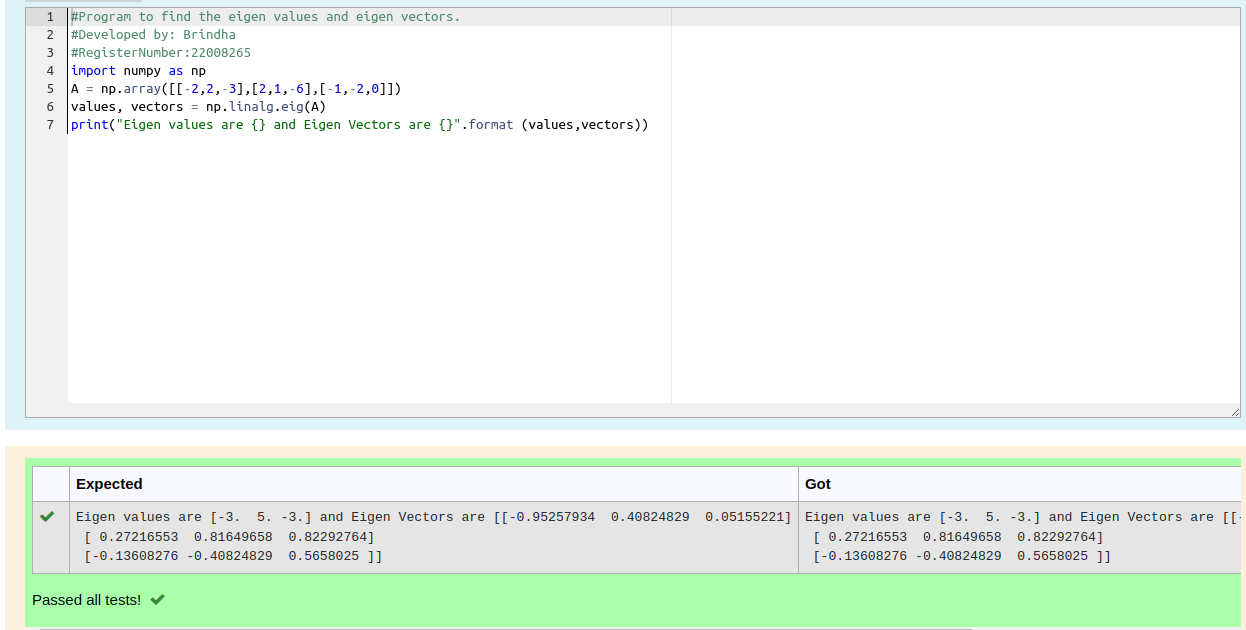 1 #Program to find the eigen values and eigen vectors.
2 #Developed by: Brindha
3 #RegisterNumber:22008265
4 import numpy as np
5 A = np.array([[-2,2,-3],[2,1,-6],[-1,-2,0]])
6 values, vectors = np.linalg.eig(A)
7 print("Eigen values are {} and Eigen Vectors are {}".format (values,vectors))
Expected Got
Eigen values are [-3.  5. -3.] and Eigen Vectors are [[-0.95257934  0.40824829  0.05155221] Eigen values are [-3.  5. -3.] and Eigen Vectors are [[-
[ 0.27216553  0.81649658  0.82292764] [ 0.27216553  0.81649658  0.82292764]
[-0.13608276 -0.40824829  0.5658025 ]] [-0.13608276 -0.40824829  0.5658025 ]]
Passed all tests!